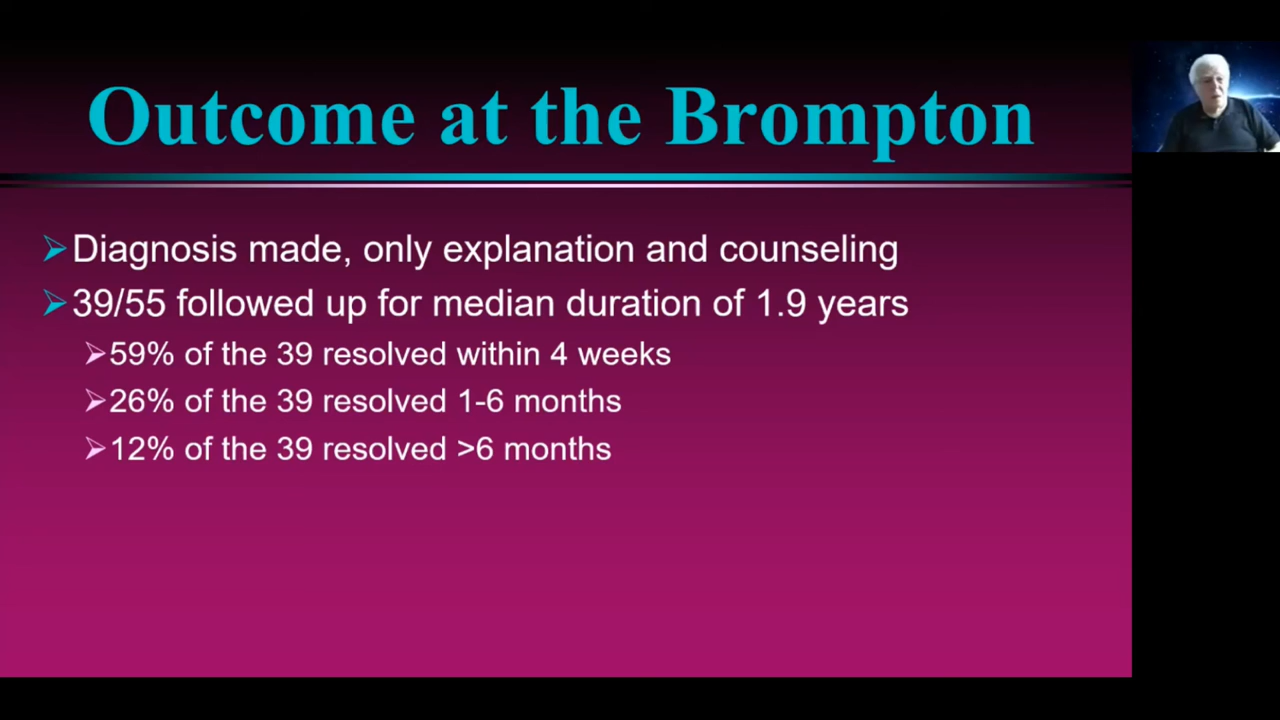 Outcome at the Brompton
Diagnosis made, only explanation and counseling
39/55 followed up for median duration of 1.9 years
59% of the 39 resolved within 4 weeks
26% of the 39 resolved 1-6 months
12% of the 39 resolved >6 months